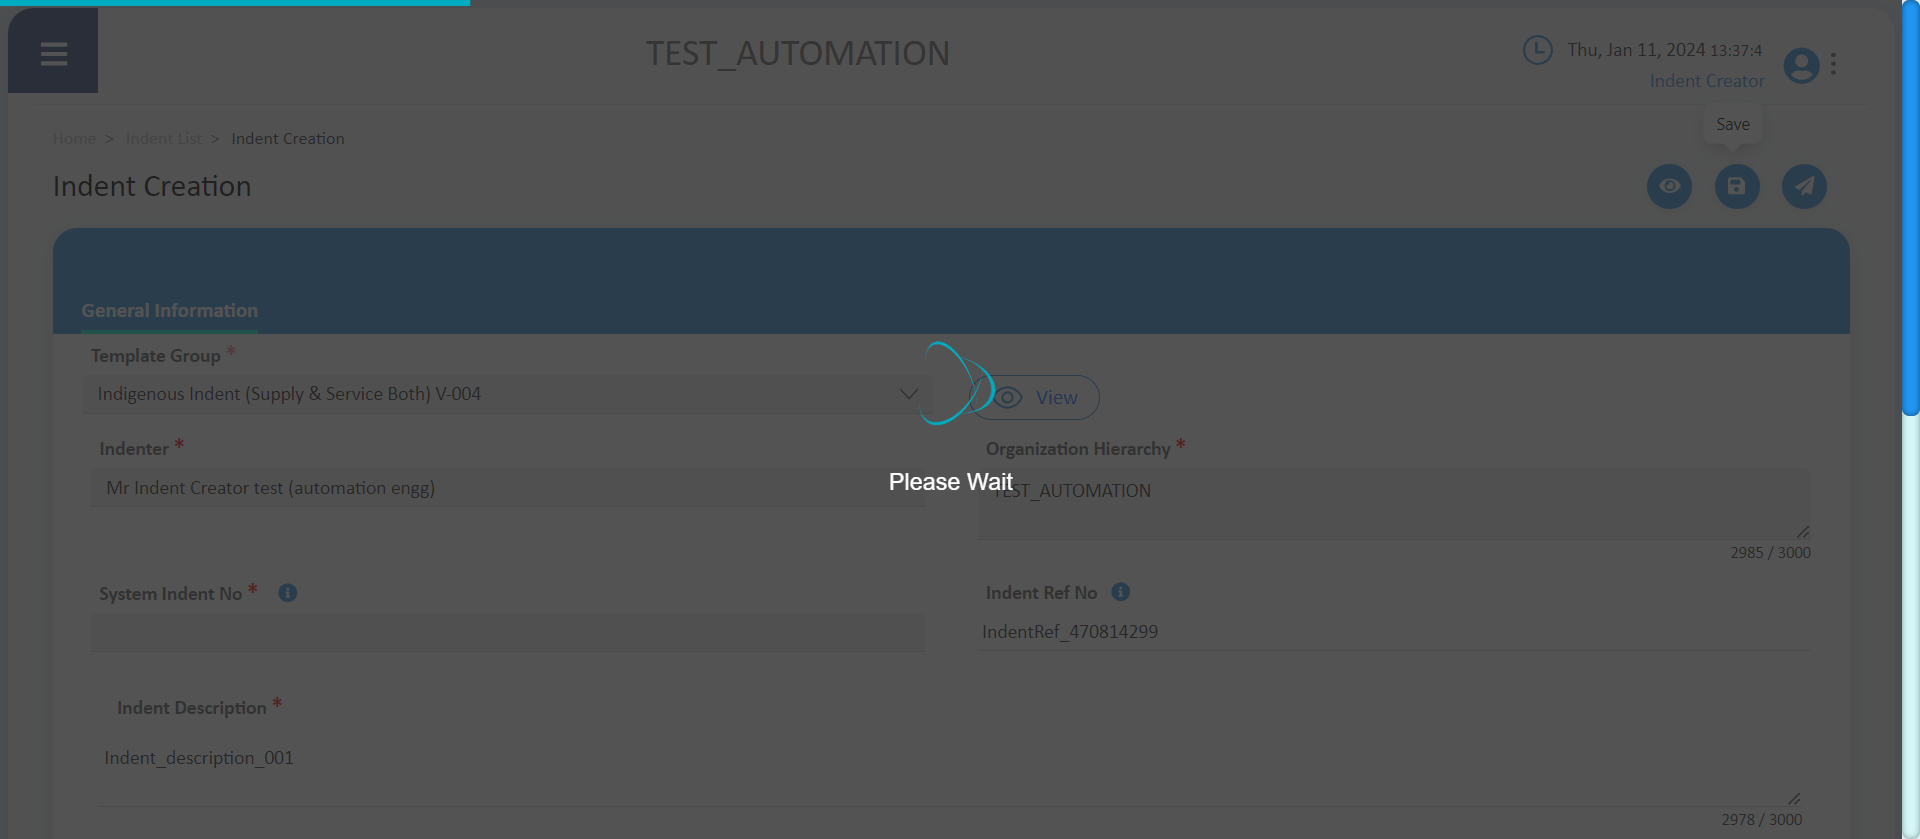 TEST_AUTOMATION
Thu, Jan 11, 2024 13:37:4
Indent Creator
Home > Indent List > Indent Creation
Save
Indent Creation
General Information
Template Group *
Indigenous Indent (Supply & Service Both) V-004
View
Indenter *
Organization Hierarchy *
Mr Indent Creator test (automation engg)
TEST_AUTOMATION
Please Wait
2985 / 3000
System Indent No *
Indent Ref No
IndentRef_470814299
Indent Description *
Indent_description_001
2978 / 3000